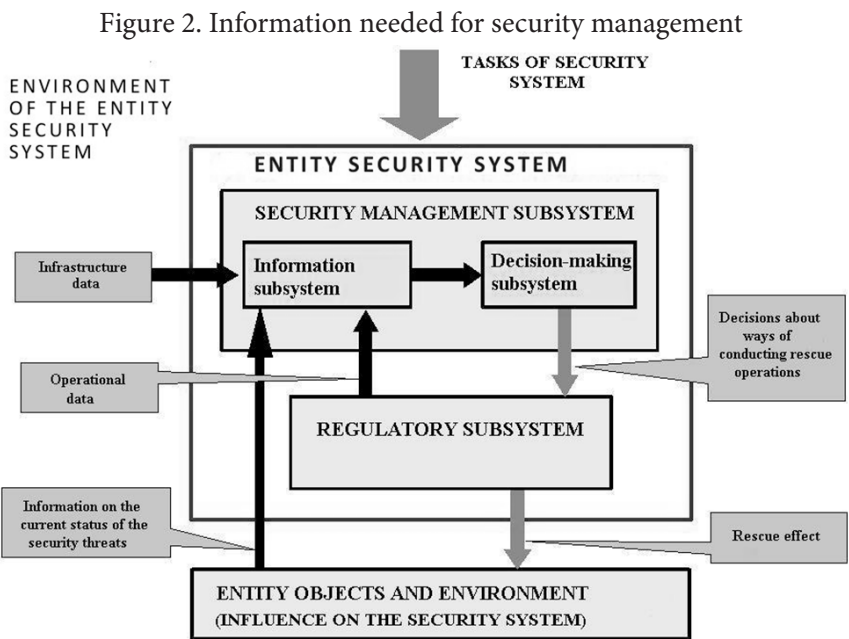 Figure 2. Information needed for security management
TASKS OF SECURITY
SYSTEM
ENVIRONMENT
OF THE ENTITY
SECURITY
SYSTEM
ENTITY SECURITY SYSTEM
SECURITY MANAGEMENT SUBSYSTEM
Infrastructure
data
Information
subsystem
Decision-making
subsystem
Decisions about
ways of
conducting rescue
operations
Operational
data
REGULATORY SUBSYSTEM
Information on the
current status of the
security threats
Rescue effect
ENTITY OBJECTS AND ENVIRONMENT
(INFLUENCE ON THE SECURITY SYSTEM)